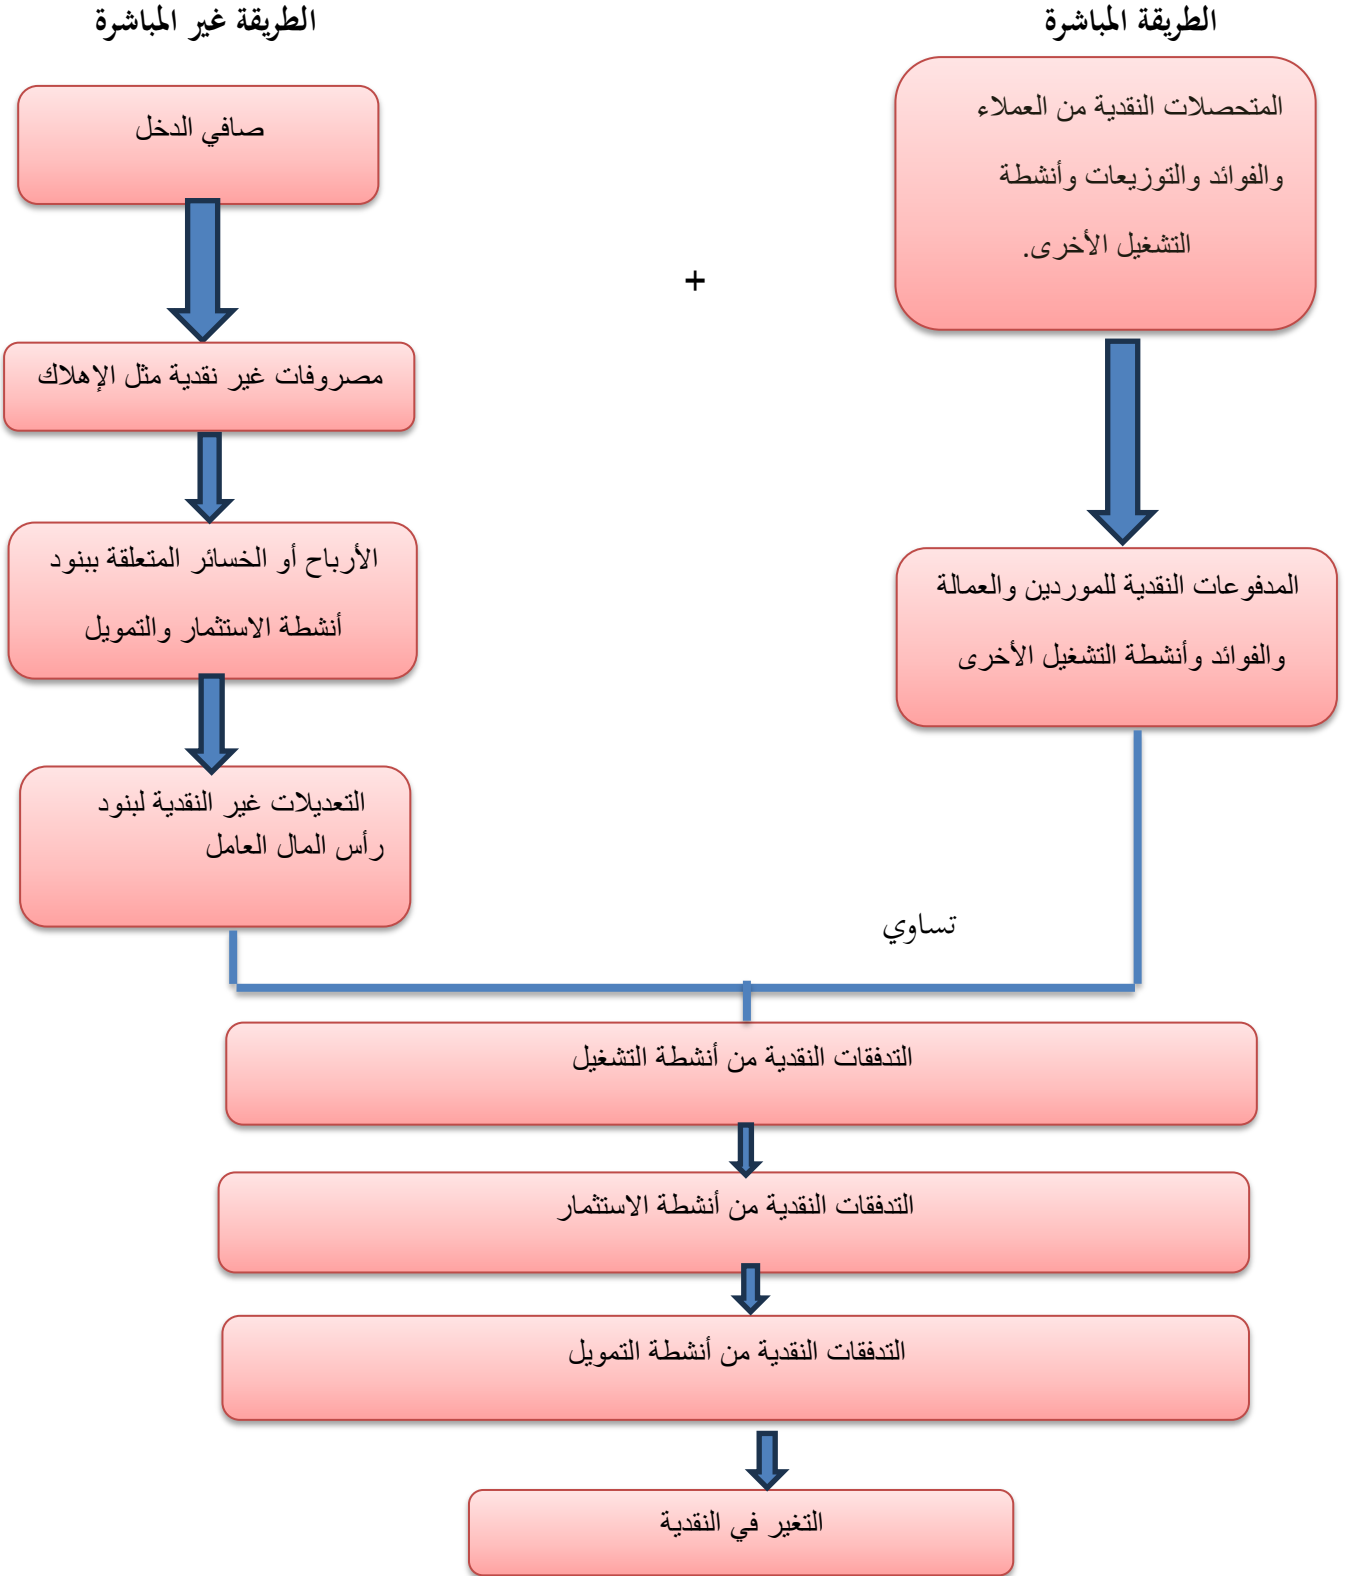 الطريقة المباشرة
الطريقة غير المباشرة
المتحصلات النقدية من العملاء
والفوائد والتوزيعات وأنشطة
التشغيل الأخرى.
صافي الدخل
+
مصروفات غير نقدية مثل الإهلاك
المدفوعات النقدية للموردين والعمالة
والفوائد وأنشطة التشغيل الأخرى
الأرباح أو الخسائر المتعلقة ببنود
أنشطة الاستثمار والتمويل
التعديلات غير النقدية لبنود
رأس المال العامل
تساوي
التدفقات النقدية من أنشطة التشغيل
التدفقات النقدية من أنشطة الاستثمار
التدفقات النقدية من أنشطة التمويل
التغير في النقدية